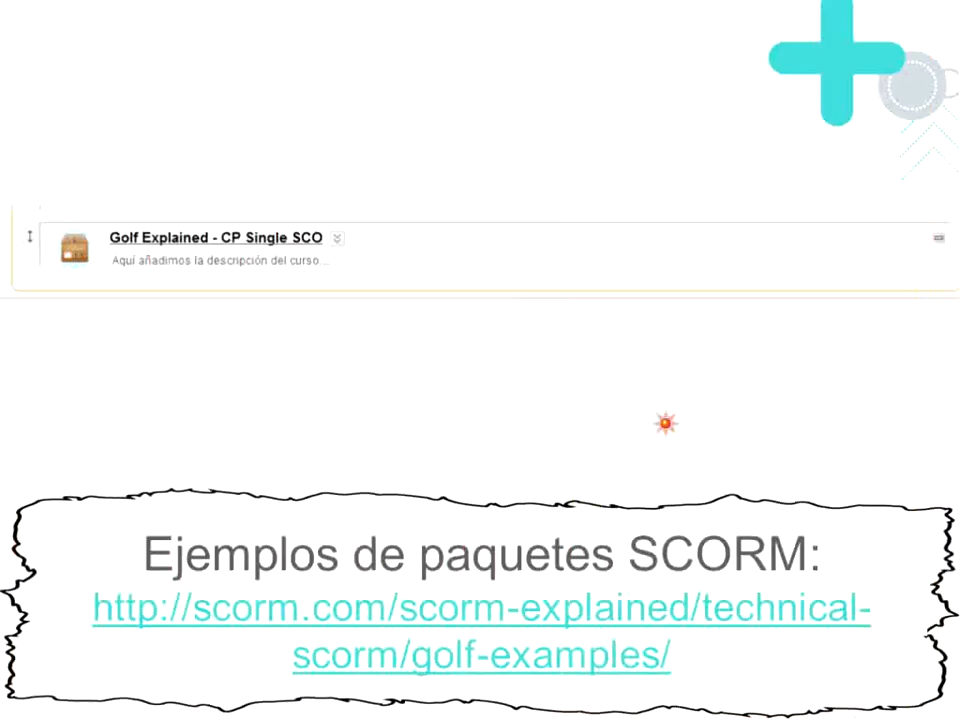 Golf Explained - CP Single SCO
Aquí añadimos la descripción del curso...
Ejemplos de paquetes SCORM:
http://scorm.com/scorm-explained/technical-
scorm/golf-examples/